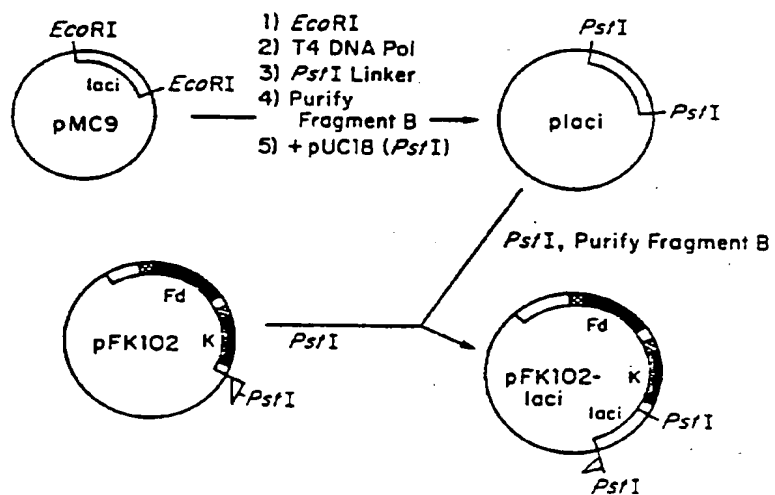 EcoRI
laci
EcoRI
pMC9
1) EcoRI
2) T4 DNA Pol
3) PstI Linker
4) Purify
Fragment B
5) + pUC18 (PstI)
PstI
PstI
placi
PstI, Purify Fragment B
Fd
pFK102
K
PstI
PstI
Fd
pFK102-
laci
K
laci
PstI
PstI